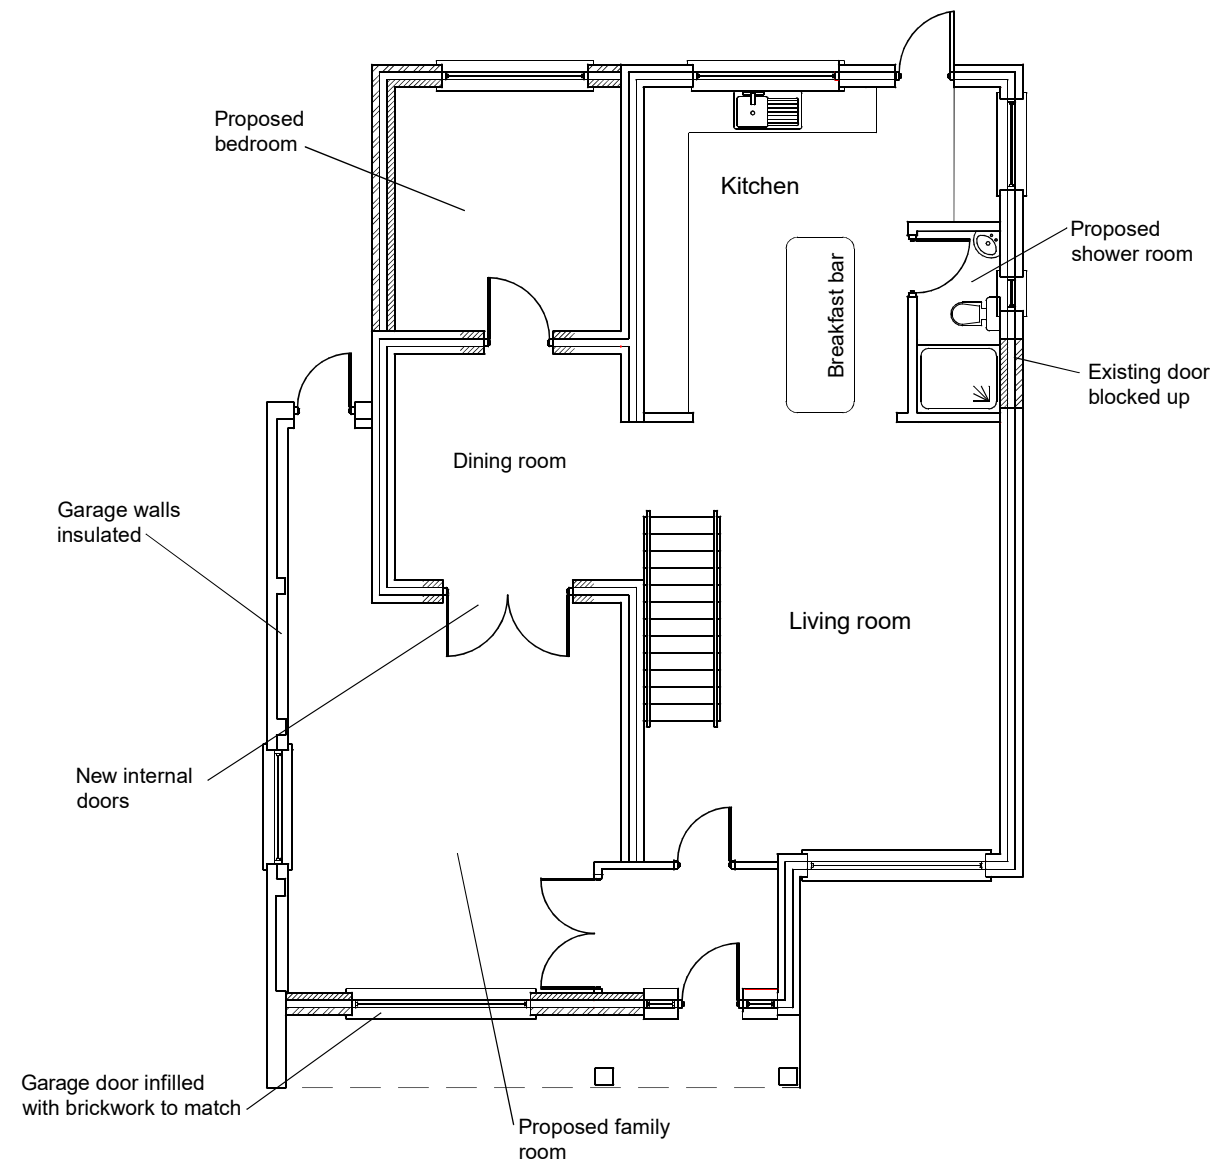 Proposed
bedroom
Kitchen
Proposed
shower room
Breakfast bar
Existing door
blocked up
Dining room
Garage walls
insulated
Living room
New internal
doors
Garage door infilled
with brickwork to match
Proposed family
room